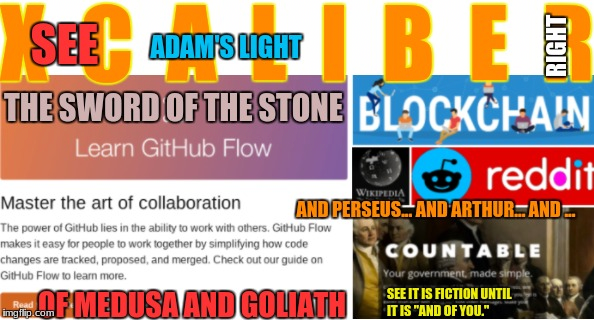 XCALIBER
SEE
ADAM'S LIGHT
RIGHT
THE SWORD OF THE STONE
Learn GitHub Flow
BLOCKCHAIN
WIKIPEDIA
reddit
Master the art of collaboration
AND PERSEUS... AND ARTHUR... AND ...
The power of GitHub lies in the ability to work with others. GitHub Flow
makes it easy for people to work together by simplifying how code
changes are tracked, proposed, and merged. Check out our guide on
GitHub Flow to learn more.
COUNTABLE
Your government, made simple.
Read
OF MEDUSA AND GOLIATH
SEE IT IS FICTION UNTIL
IT IS "AND OF YOU."
imgflip.com